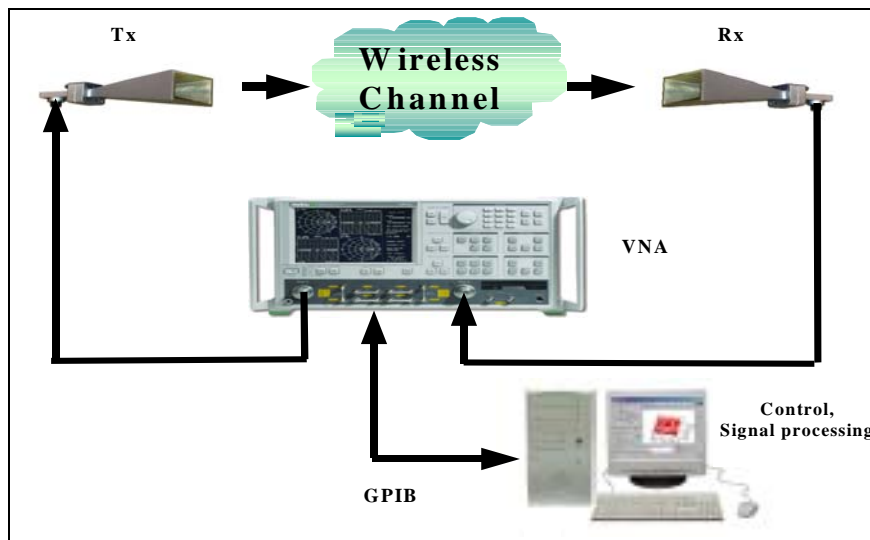 Tx
Rx
Wireless
Channel
VNA
Control,
Signal processing
GPIB